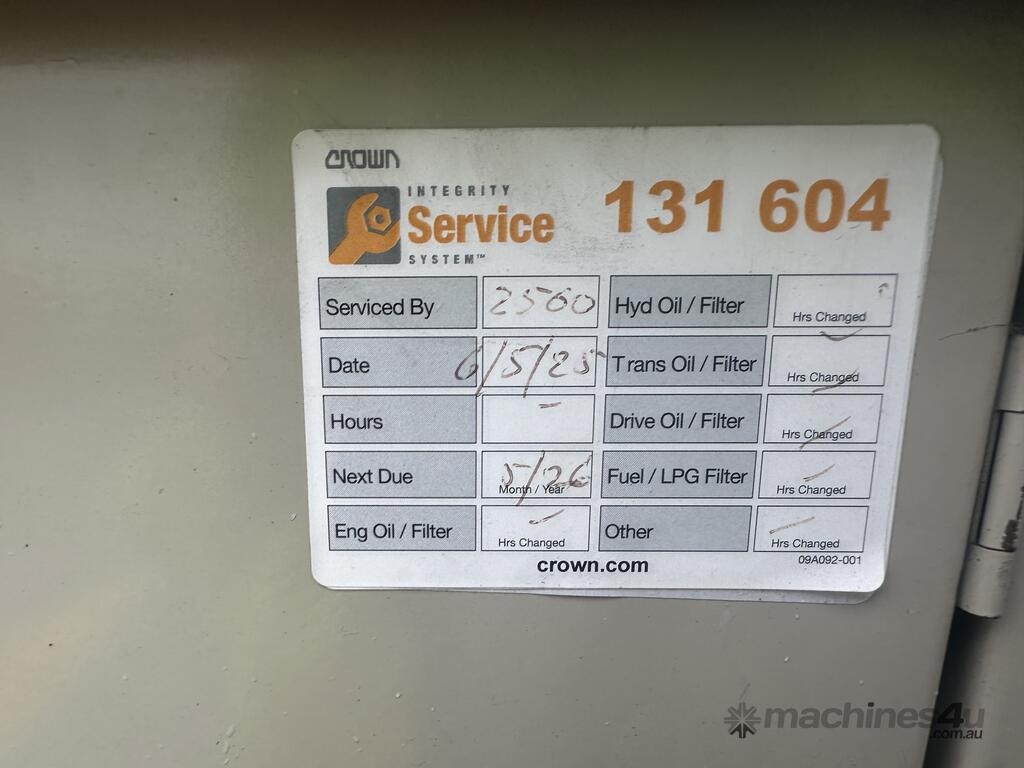 CROWN
INTEGRITY
Service
SYSTEM™
131 604
Serviced By 2560 Hyd Oil / Filter Hrs Changed
Date 6/5/25 Trans Oil / Filter Hrs Changed
Hours - Drive Oil / Filter Hrs Changed
Next Due 5/26 Month / Year Fuel / LPG Filter Hrs Changed
Eng Oil / Filter Hrs Changed Other Hrs Changed
09A092-001
crown.com
machines4u
.com.au